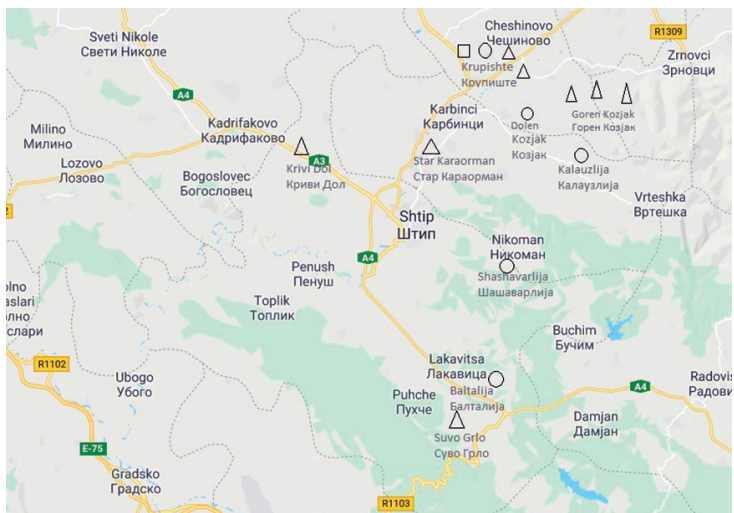 Sveti Nikole
Свети Николе
Cheshinovo
Чешиново
R1309
Zrnovci
Зрновци
Krupishte
Крупиште
A4
Karbinci
Карбинци
Goren Kozjak
Горен Козјак
Dolen
Kozjak
Козјак
Kadrifakovo
Кадрифаково
Milino
Милино
Lozovo
Лозово
A3
Krivi Dol
Криви Дол
Star Karaorman
Стар Караорман
Kalauzlija
Калаузлија
Bogoslovec
Богословец
Vrteshka
Вртешка
2
Shtip
Штип
Nikoman
Никоман
A4
Penush
Пенуш
Shashavarlija
Шашаварлија
Toplik
Топлик
Buchim
Бучим
R1102
Lakavitsa
Лакавица
Ubogo
Убого
Baltalija
Балталија
A4
Puhche
Пухче
Damjan
Дамјан
Suvo Grlo
Суво Грло
E-75
Gradsko
Градско
R1103